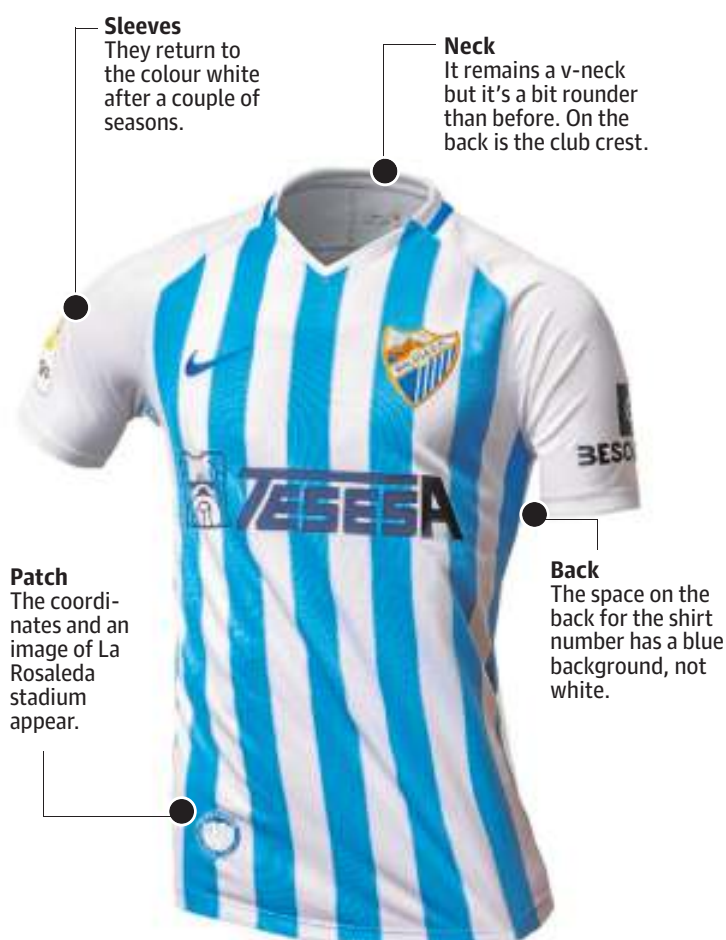 Sleeves
They return to
the colour white
after a couple of
seasons.
Neck
It remains a v-neck
but it's a bit rounder
than before. On the
back is the club crest.
TESESA
BESO
Patch
The coordi-
nates and an
image of La
Rosaleda
stadium
appear.
Back
The space on the
back for the shirt
number has a blue
background, not
white.